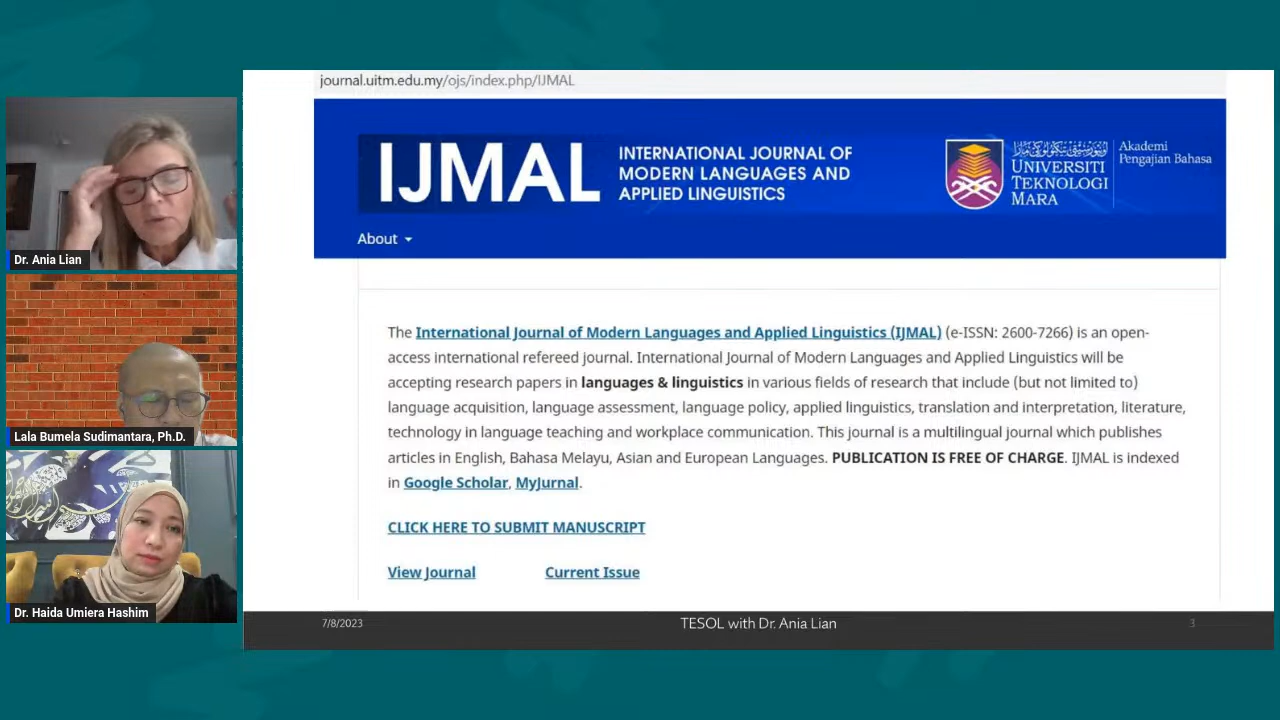 journal.uitm.edu.my/ojs/index.php/IJMAL
IJMAL
INTERNATIONAL JOURNAL OF
MODERN LANGUAGES AND
APPLIED LINGUISTICS
UNIVERSITI
TEKNOLOGI
MARA
Akademi
Pengajian Bahasa
About
The International Journal of Modern Languages and Applied Linguistics (IJMAL) (e-ISSN: 2600-7266) is an open-
access international refereed journal. International Journal of Modern Languages and Applied Linguistics will be
accepting research papers in languages & linguistics in various fields of research that include (but not limited to)
language acquisition, language assessment, language policy, applied linguistics, translation and interpretation, literature,
technology in language teaching and workplace communication. This journal is a multilingual journal which publishes
articles in English, Bahasa Melayu, Asian and European Languages. PUBLICATION IS FREE OF CHARGE. IJMAL is indexed
in Google Scholar, MyJurnal.
CLICK HERE TO SUBMIT MANUSCRIPT
View Journal Current Issue
7/8/2023 TESOL with Dr. Ania Lian 3
Dr. Ania Lian
Lala Bumela Sudimantara, Ph.D.
Dr. Haida Umiera Hashim